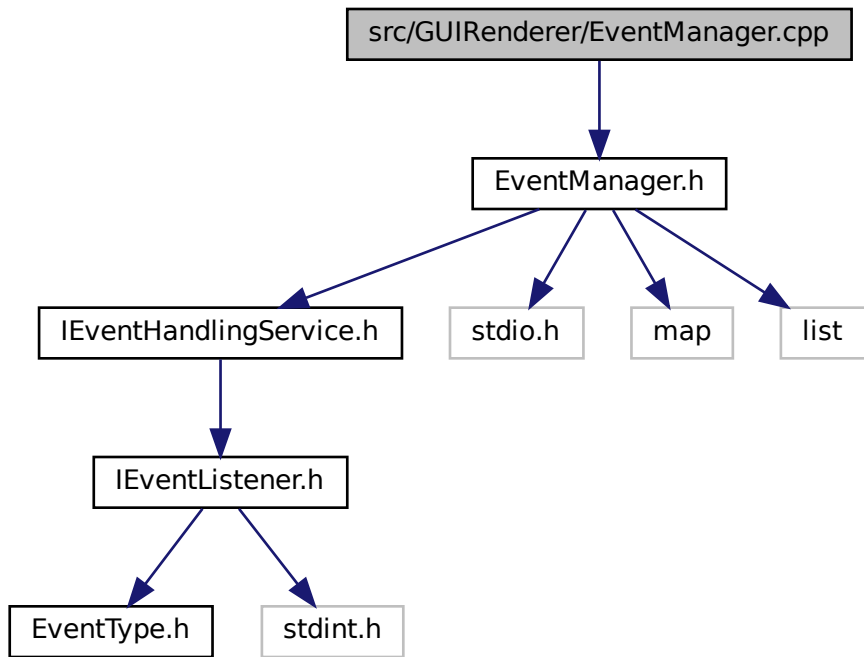 src/GUIRenderer/EventManager.cpp
EventManager.h
IEventHandlingService.h
stdio.h
map
list
IEventListener.h
EventType.h
stdint.h